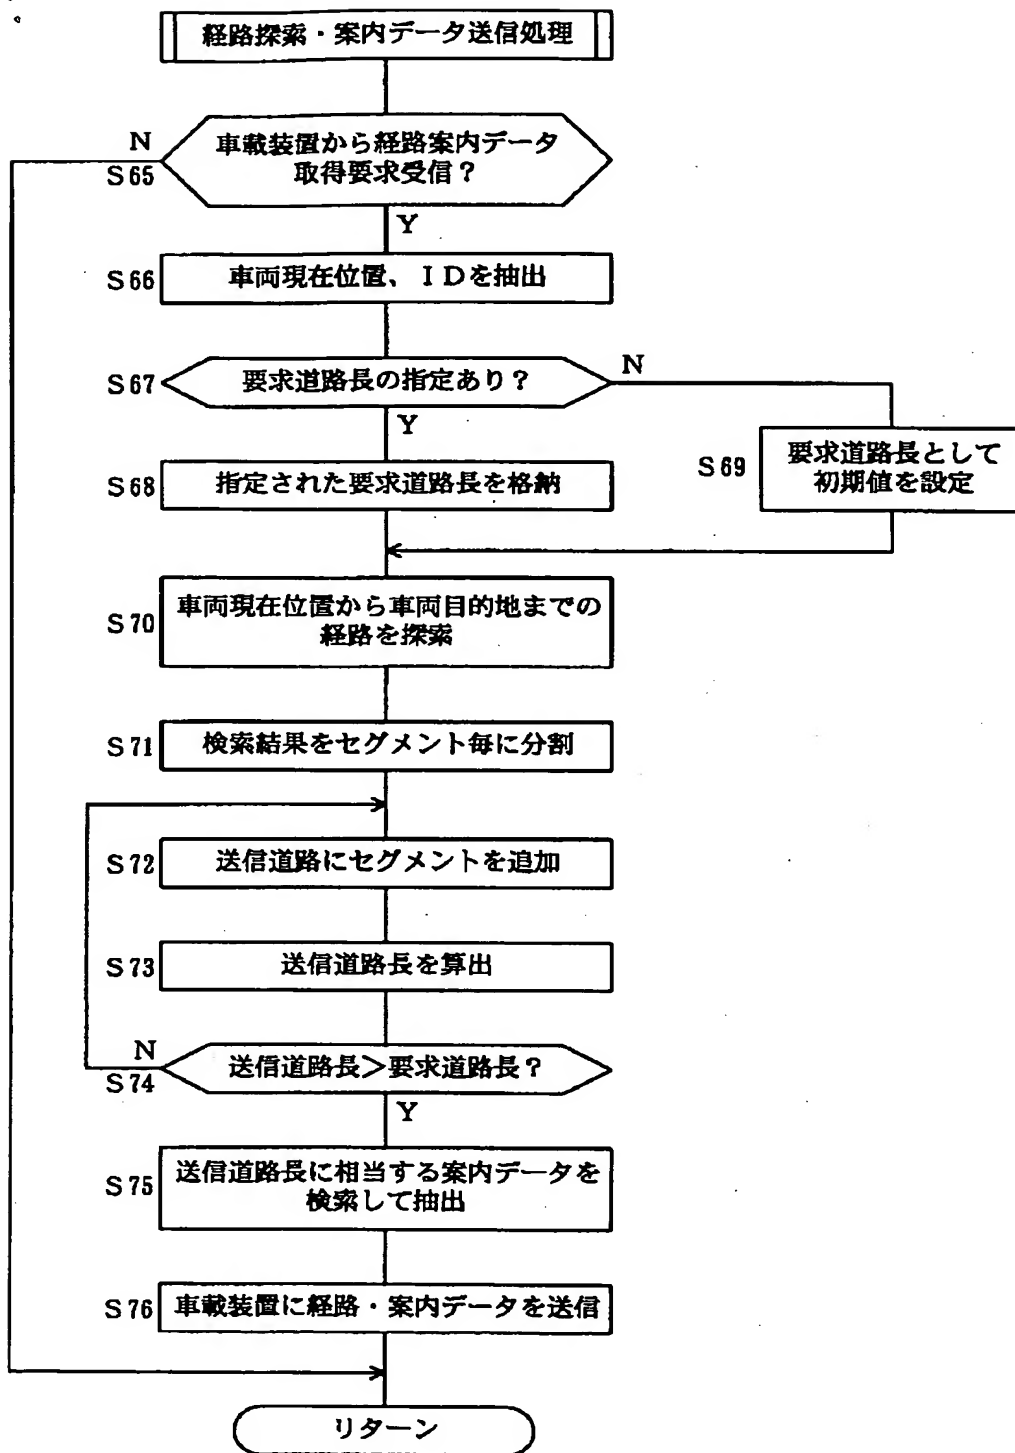 経路探索・案内データ送信処理
N
車載装置から経路案内データ
取得要求受信？
S65
Y
S66
車両現在位置、ＩＤを抽出
N
S67
要求道路長の指定あり？
Y
S68
指定された要求道路長を格納
S69
要求道路長として
初期値を設定
S70
車両現在位置から車両目的地までの
経路を探索
S71
検索結果をセグメント毎に分割
S72
送信道路にセグメントを追加
S73
送信道路長を算出
N
S74
送信道路長＞要求道路長？
Y
S75
送信道路長に相当する案内データを
検索して抽出
S76
車載装置に経路・案内データを送信
リターン